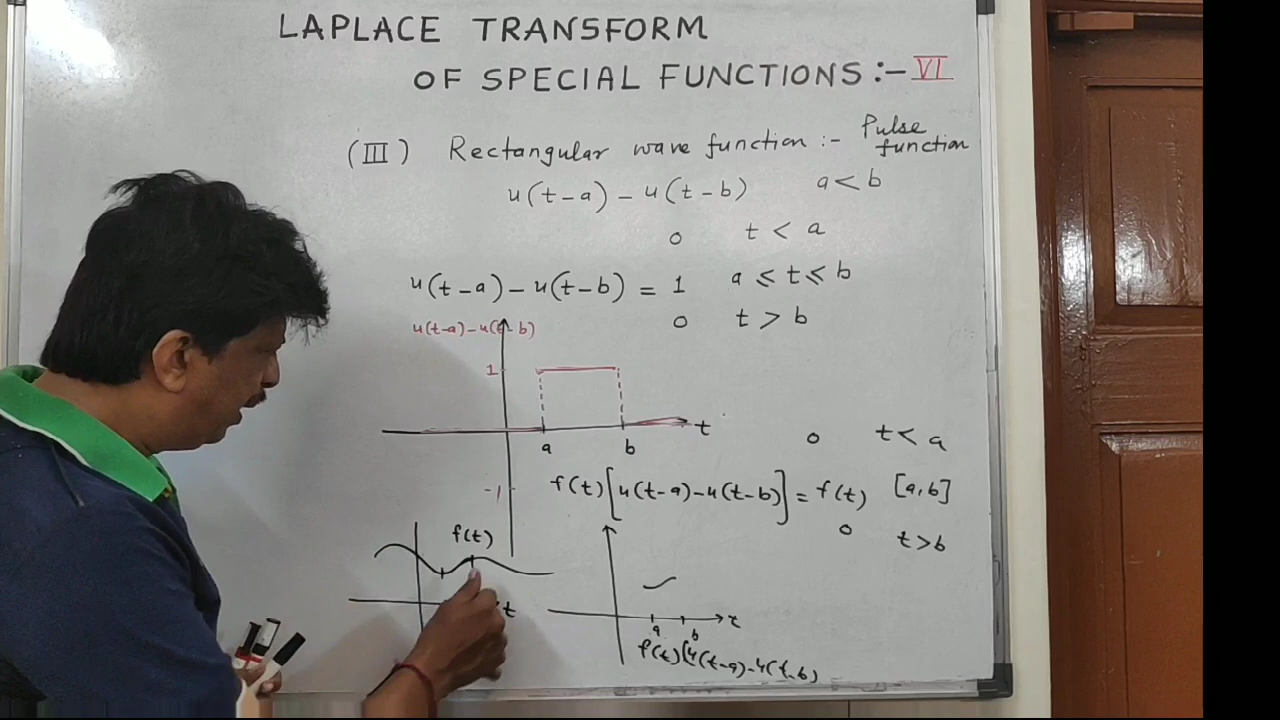 LAPLACE TRANSFORM
OF SPECIAL FUNCTIONS :- VI
(III) Rectangular wave function :- Pulse function
u(t-a) - u(t-b) a < b
0 t < a
u(t-a) - u(t-b) = 1 a ≤ t ≤ b
0 t > b
u(t-a) - u(t-b)
1
t
a b
-1
0 t < a
f(t)[u(t-a) - u(t-b)] = f(t) [a,b]
0 t > b
f(t)
t
t
a b
f(t)[u(t-a) - u(t-b)